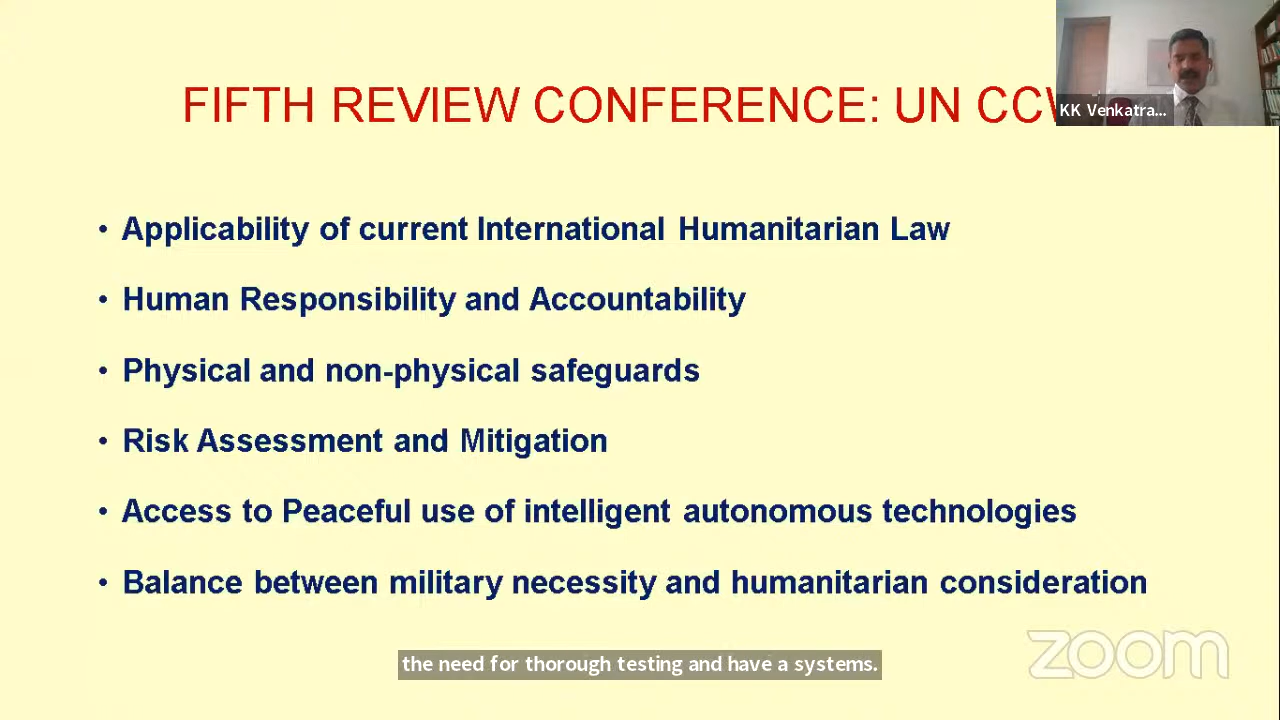 FIFTH REVIEW CONFERENCE: UN CCW
KK Venkatra...
• Applicability of current International Humanitarian Law
• Human Responsibility and Accountability
• Physical and non-physical safeguards
• Risk Assessment and Mitigation
• Access to Peaceful use of intelligent autonomous technologies
• Balance between military necessity and humanitarian consideration
the need for thorough testing and have a systems.
zoom